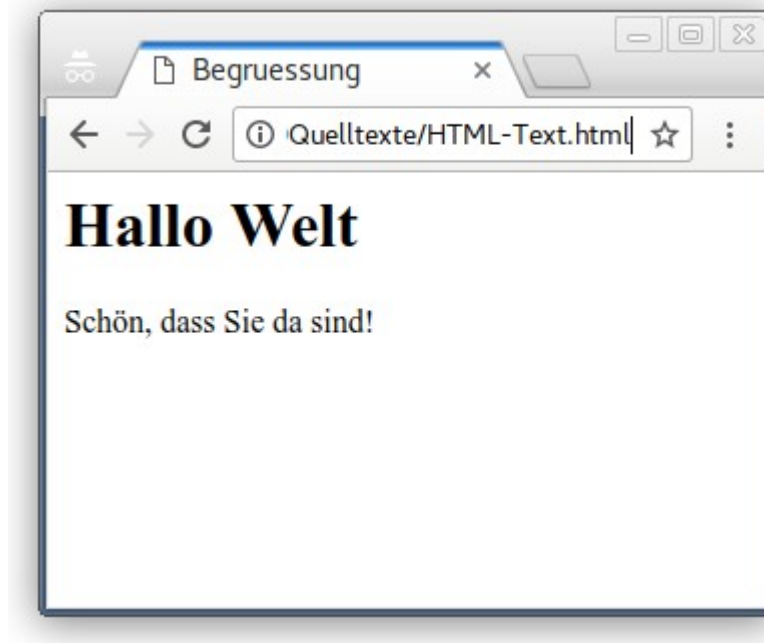 Begruessung
Quelltexte/HTML-Text.html
Hallo Welt
Schön, dass Sie da sind!